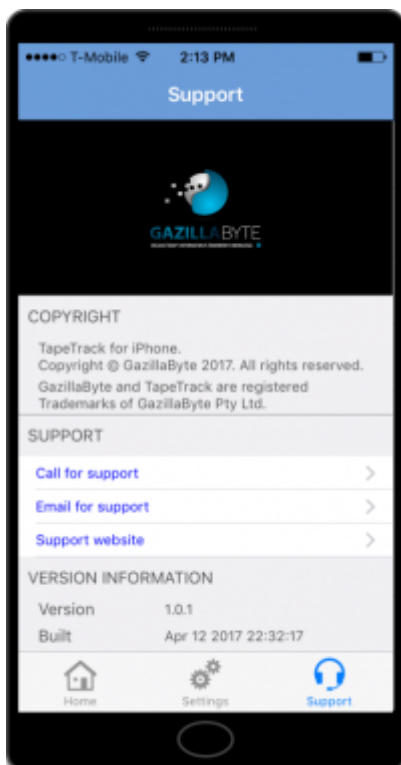 T-Mobile 2:13 PM
Support
GAZILLABYTE
COPYRIGHT
TapeTrack for iPhone.
Copyright © GazillaByte 2017. All rights reserved.
GazillaByte and TapeTrack are registered
Trademarks of GazillaByte Pty Ltd.
SUPPORT
Call for support
Email for support
Support website
VERSION INFORMATION
Version 1.0.1
Built Apr 12 2017 22:32:17
Home Settings Support